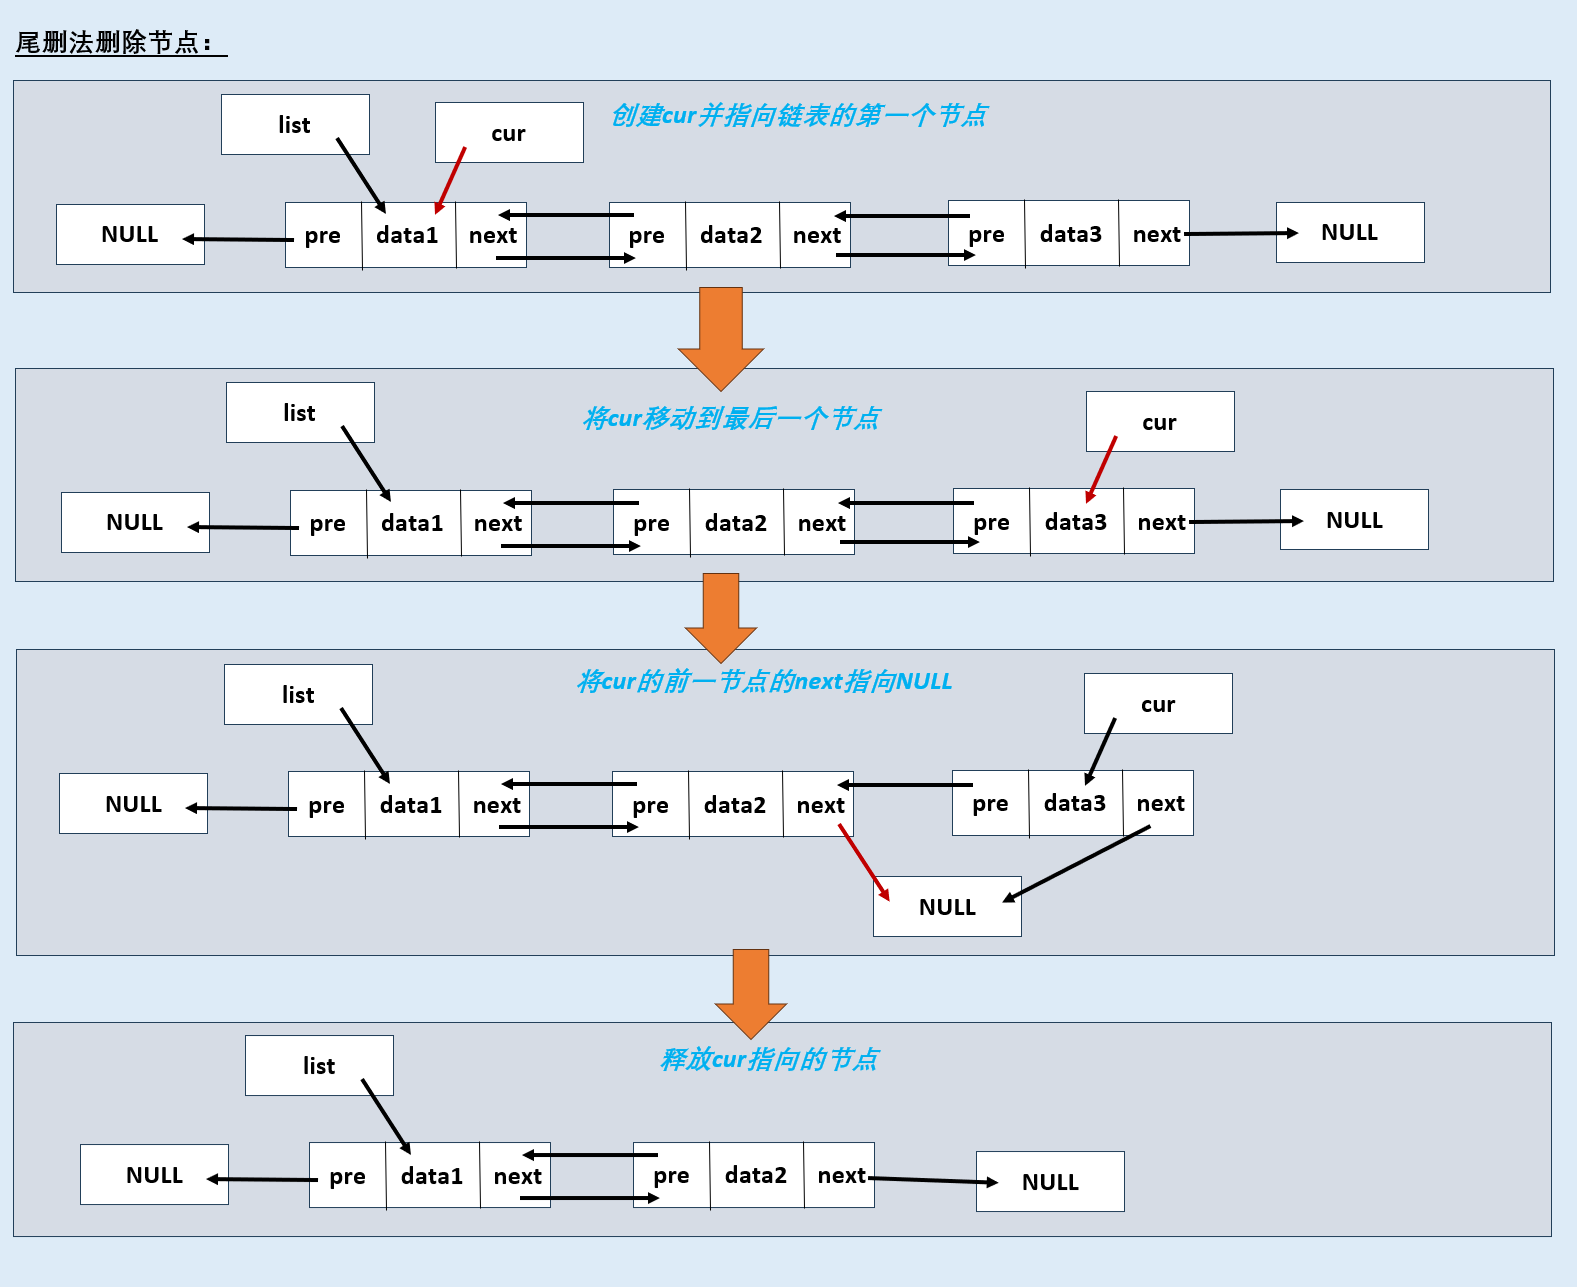 尾删法删除节点：
创建cur并指向链表的第一个节点
list
cur
NULL
pre data1 next
pre data2 next
pre data3 next
NULL
将cur移动到最后一个节点
list
cur
NULL
pre data1 next
pre data2 next
pre data3 next
NULL
将cur的前一节点的next指向NULL
list
cur
NULL
pre data1 next
pre data2 next
pre data3 next
NULL
释放cur指向的节点
list
NULL
pre data1 next
pre data2 next
NULL